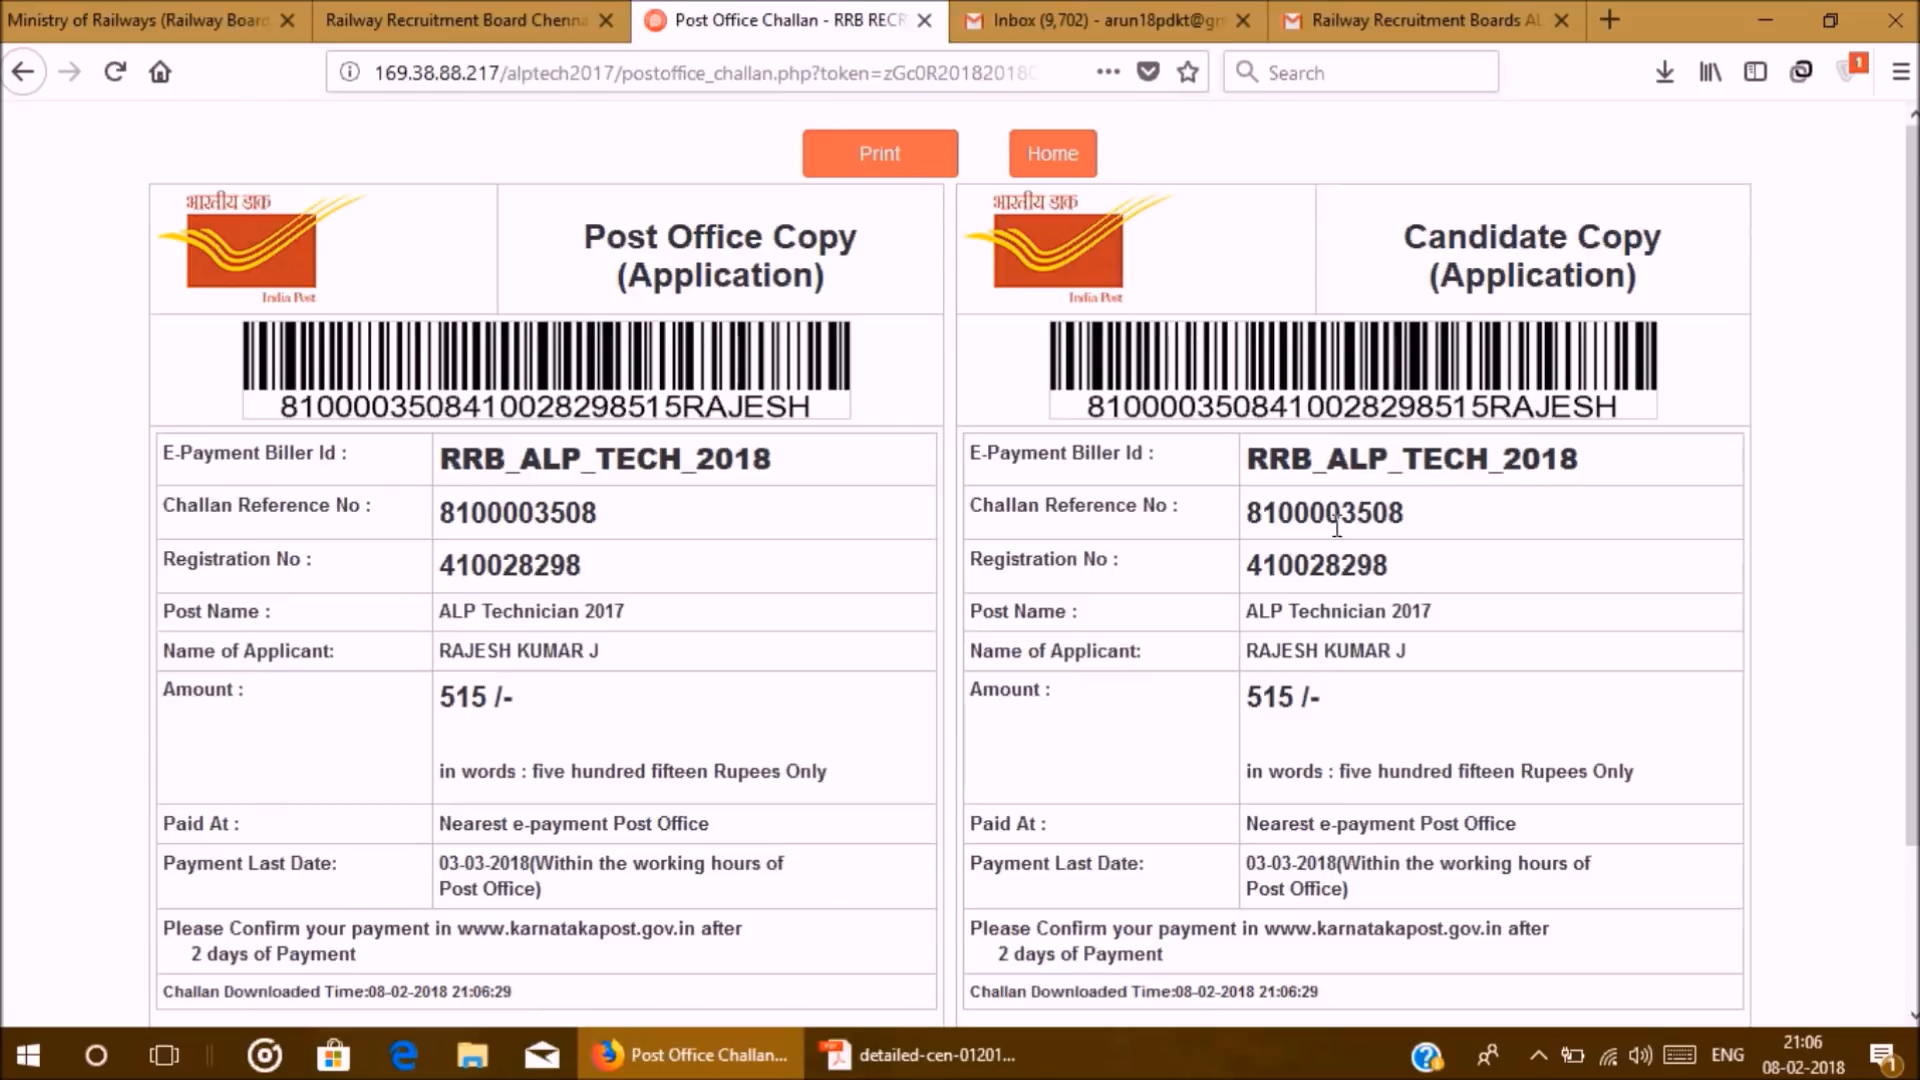 Ministry of Railways (Railway Board
Railway Recruitment Board Chenna
Post Office Challan - RRB RECR
Inbox (9,702) - arun18pdkt@gm
Railway Recruitment Boards AL
169.38.88.217/alptech2017/postoffice_challan.php?token=zGc0R20182018
Search
1
Print
Home
भारतीय डाक
India Post
Post Office Copy
(Application)
8100003508410028298515RAJESH
E-Payment Biller Id :
RRB_ALP_TECH_2018
Challan Reference No :
8100003508
Registration No :
410028298
Post Name :
ALP Technician 2017
Name of Applicant:
RAJESH KUMAR J
Amount :
515 /-
in words : five hundred fifteen Rupees Only
Paid At :
Nearest e-payment Post Office
Payment Last Date:
03-03-2018(Within the working hours of
Post Office)
Please Confirm your payment in www.karnatakapost.gov.in after
2 days of Payment
Challan Downloaded Time:08-02-2018 21:06:29
भारतीय डाक
India Post
Candidate Copy
(Application)
8100003508410028298515RAJESH
E-Payment Biller Id :
RRB_ALP_TECH_2018
Challan Reference No :
8100003508
Registration No :
410028298
Post Name :
ALP Technician 2017
Name of Applicant:
RAJESH KUMAR J
Amount :
515 /-
in words : five hundred fifteen Rupees Only
Paid At :
Nearest e-payment Post Office
Payment Last Date:
03-03-2018(Within the working hours of
Post Office)
Please Confirm your payment in www.karnatakapost.gov.in after
2 days of Payment
Challan Downloaded Time:08-02-2018 21:06:29
Post Office Challan...
detailed-cen-01201...
ENG
21:06
08-02-2018
1